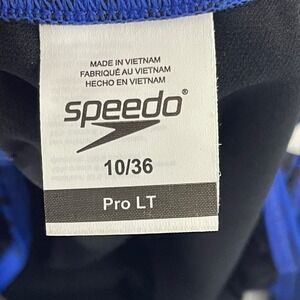 MADE IN VIETNAM
FABRIQUÉ AU VIETNAM
HECHO EN VIETNAM
speedo®
10/36
Pro LT